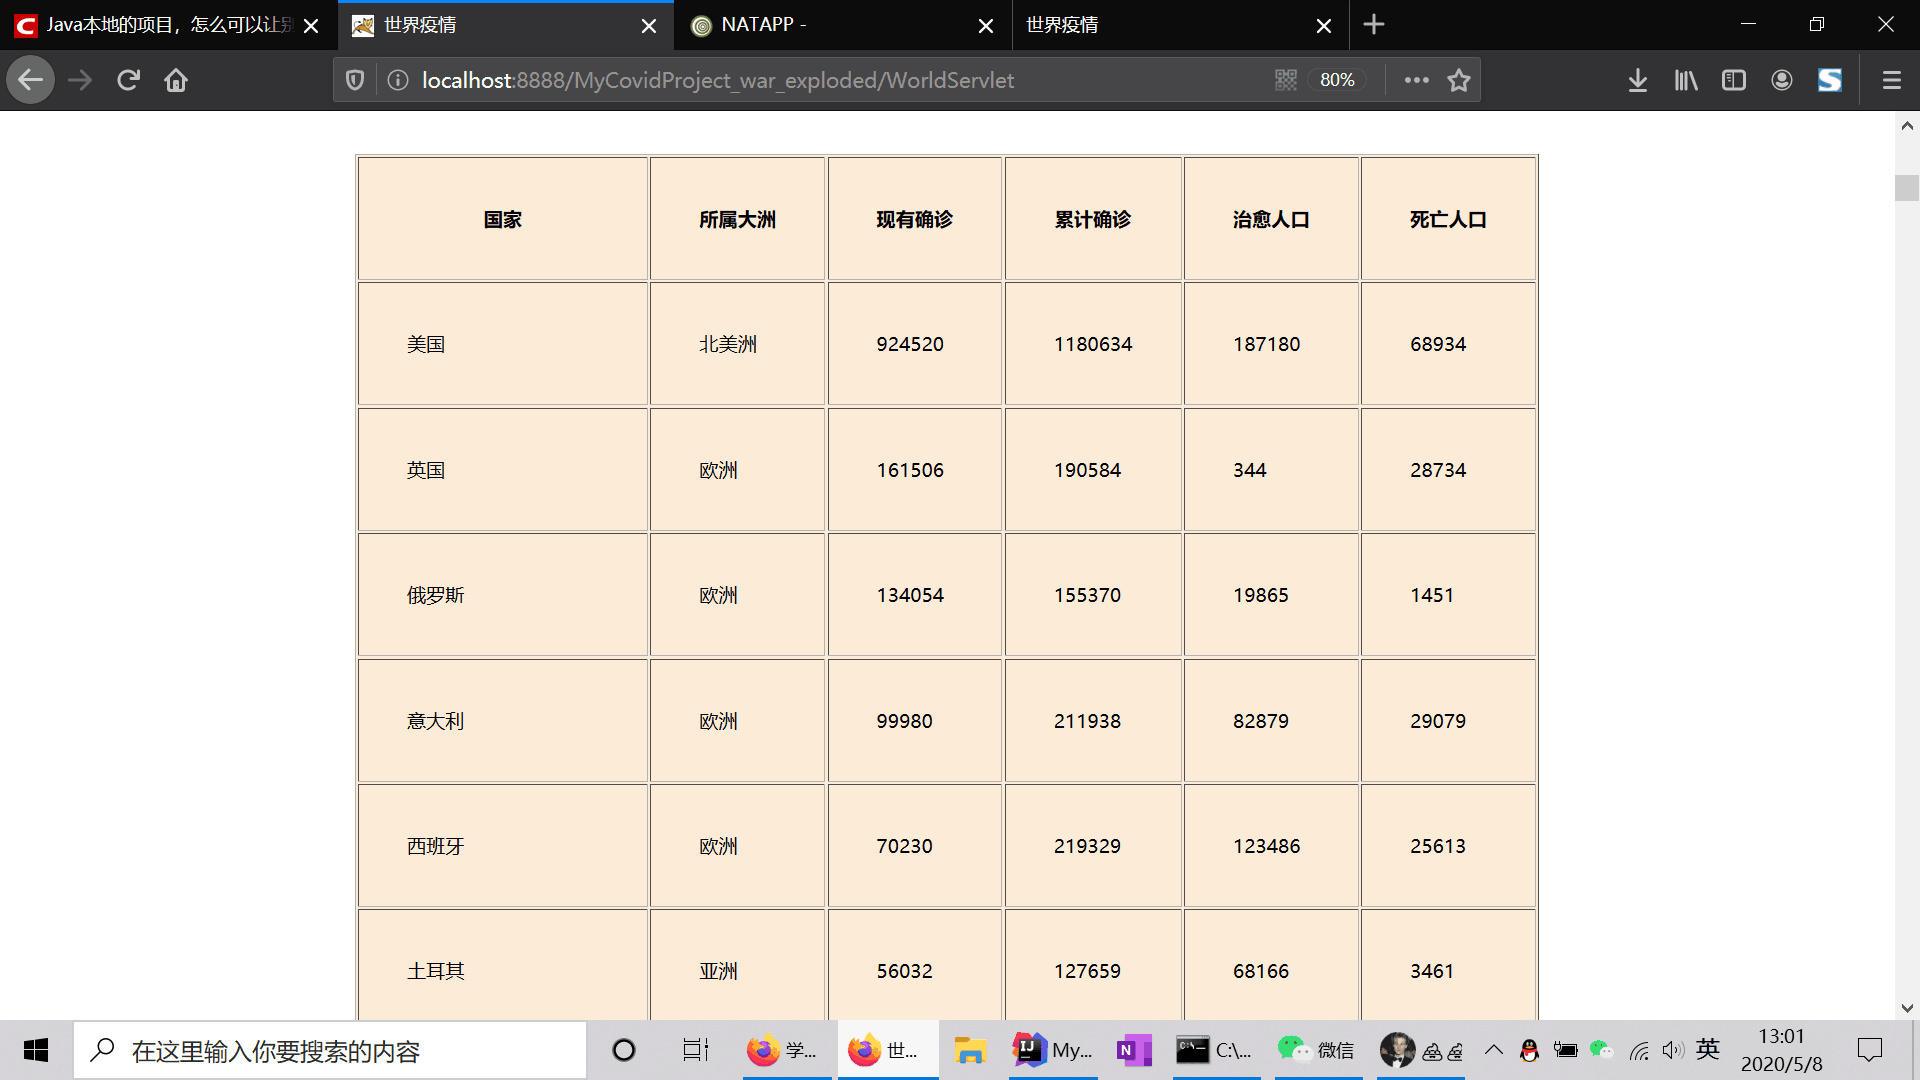 Java本地的项目，怎么可以让别
世界疫情
NATAPP -
世界疫情
localhost:8888/MyCovidProject_war_exploded/WorldServlet
80%
国家 所属大洲 现有确诊 累计确诊 治愈人口 死亡人口
美国 北美洲 924520 1180634 187180 68934
英国 欧洲 161506 190584 344 28734
俄罗斯 欧洲 134054 155370 19865 1451
意大利 欧洲 99980 211938 82879 29079
西班牙 欧洲 70230 219329 123486 25613
土耳其 亚洲 56032 127659 68166 3461
在这里输入你要搜索的内容
学...
世...
My...
C:\...
微信
英
13:01
2020/5/8